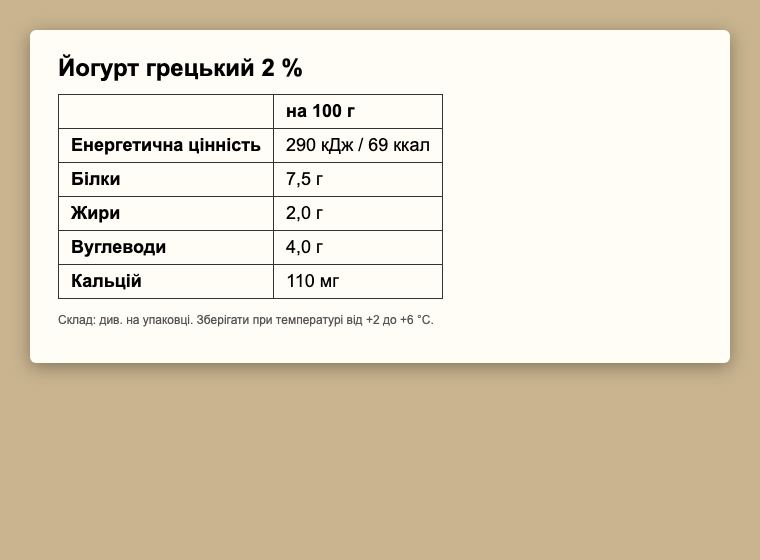 Йогурт грецький 2 %
на 100 г
Енергетична цінність 290 кДж / 69 ккал
Білки 7,5 г
Жири 2,0 г
Вуглеводи 4,0 г
Кальцій 110 мг
Склад: див. на упаковці. Зберігати при температурі від +2 до +6 °C.